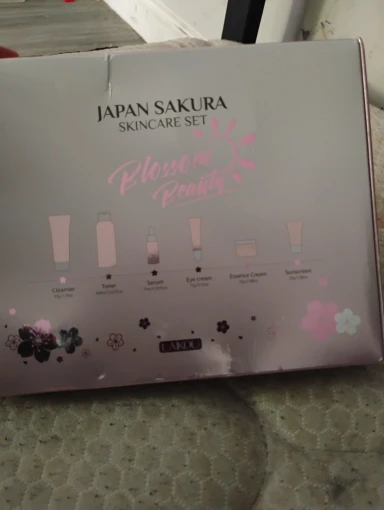 JAPAN SAKURA
SKINCARE SET
Blossom
Beauty
Cleanser
Toner
Serum
Eye cream
Essence Cream
Sunscreen
LAIKOU